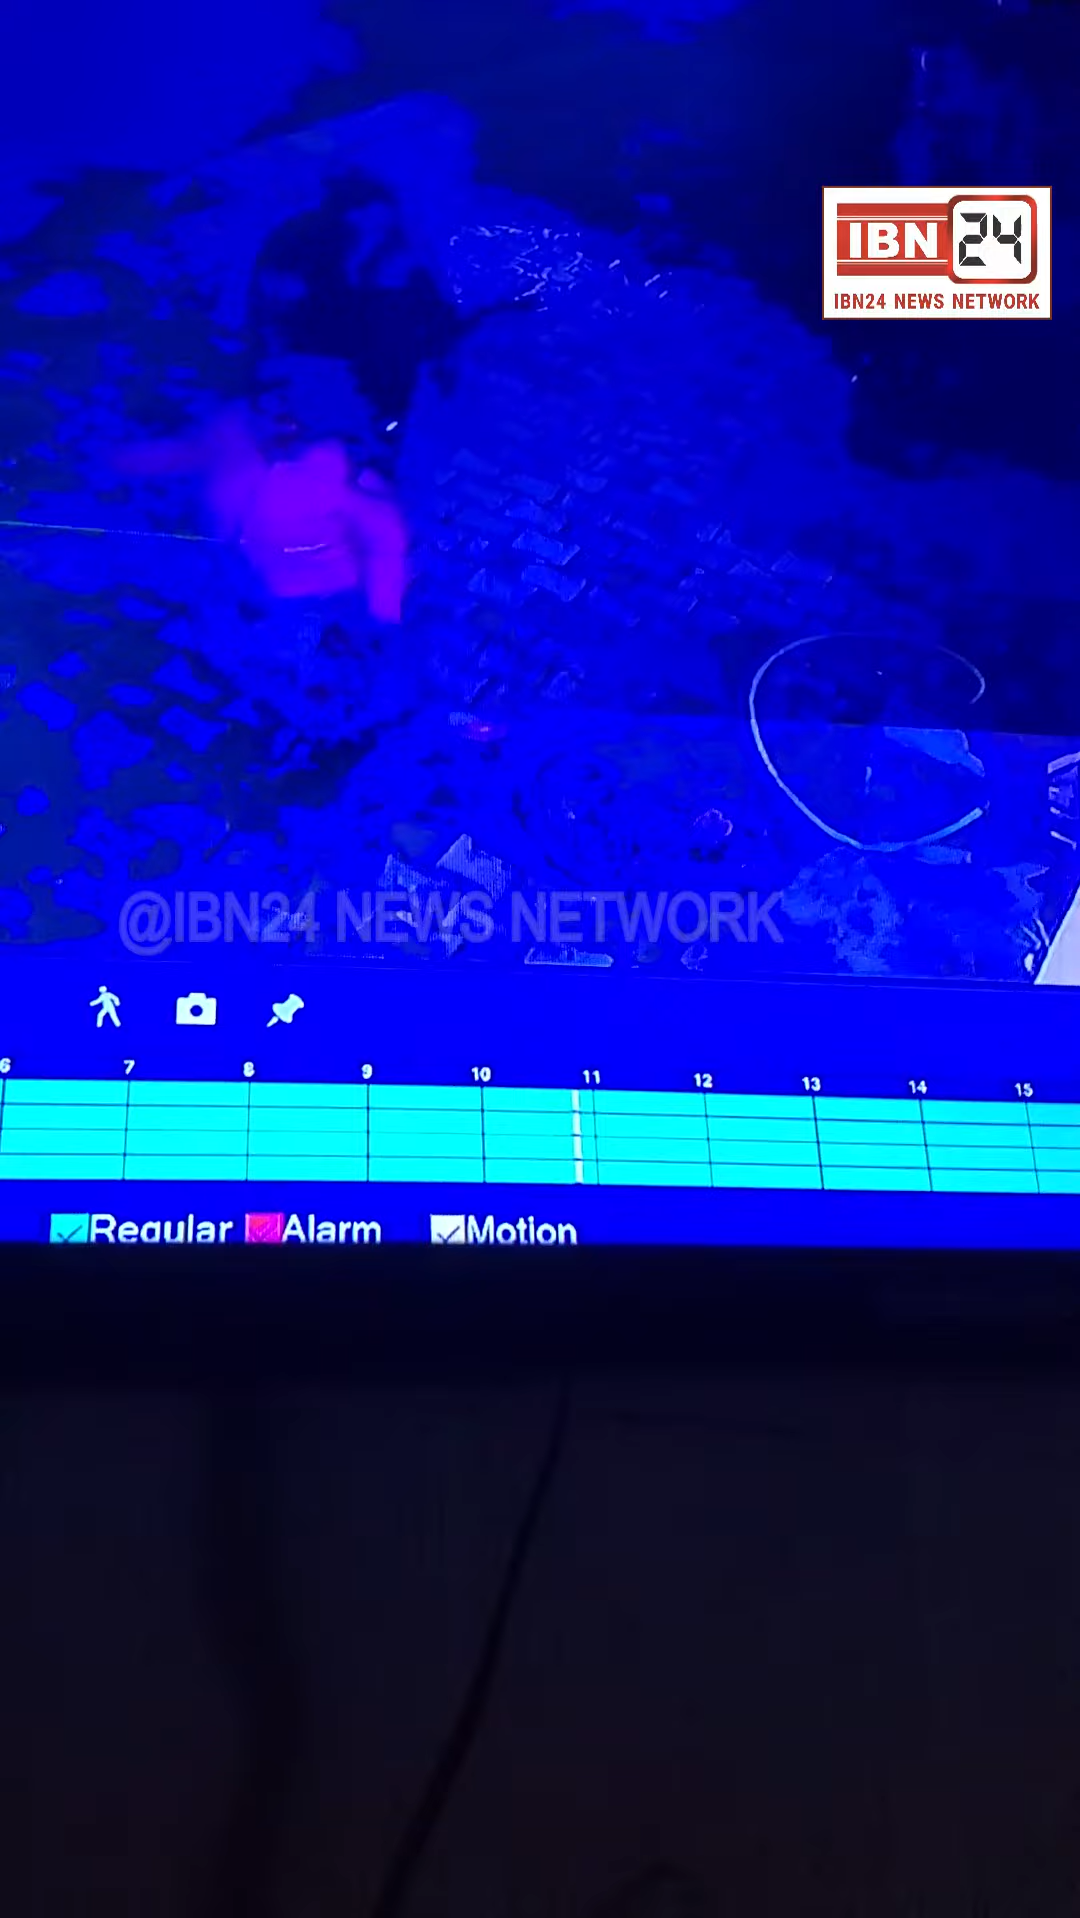 IBN 24
IBN24 NEWS NETWORK
@IBN24 NEWS NETWORK
6 7 8 9 10 11 12 13 14 15
Regular Alarm Motion